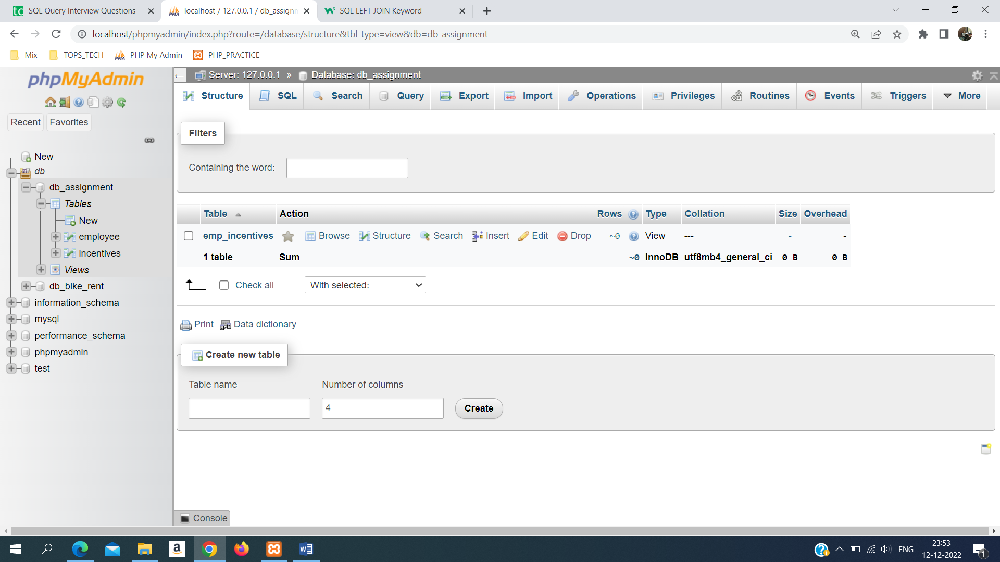 SQL Query Interview Questions
localhost / 127.0.0.1 / db_assignn
SQL LEFT JOIN Keyword
localhost/phpmyadmin/index.php?route=/database/structure&tbl_type=view&db=db_assignment
Mix TOPS_TECH PHP My Admin PHP_PRACTICE
phpMyAdmin
Recent Favorites
New
db
db_assignment
Tables
New
employee
incentives
Views
db_bike_rent
information_schema
mysql
performance_schema
phpmyadmin
test
Server: 127.0.0.1 » Database: db_assignment
Structure SQL Search Query Export Import Operations Privileges Routines Events Triggers More
Filters
Containing the word:
Table Action Rows Type Collation Size Overhead
emp_incentives Browse Structure Search Insert Edit Drop ~0 View --- - -
1 table Sum ~0 InnoDB utf8mb4_general_ci 0 B 0 B
Check all With selected:
Print Data dictionary
Create new table
Table name Number of columns
4 Create
Console
ENG 23:53
12-12-2022
1